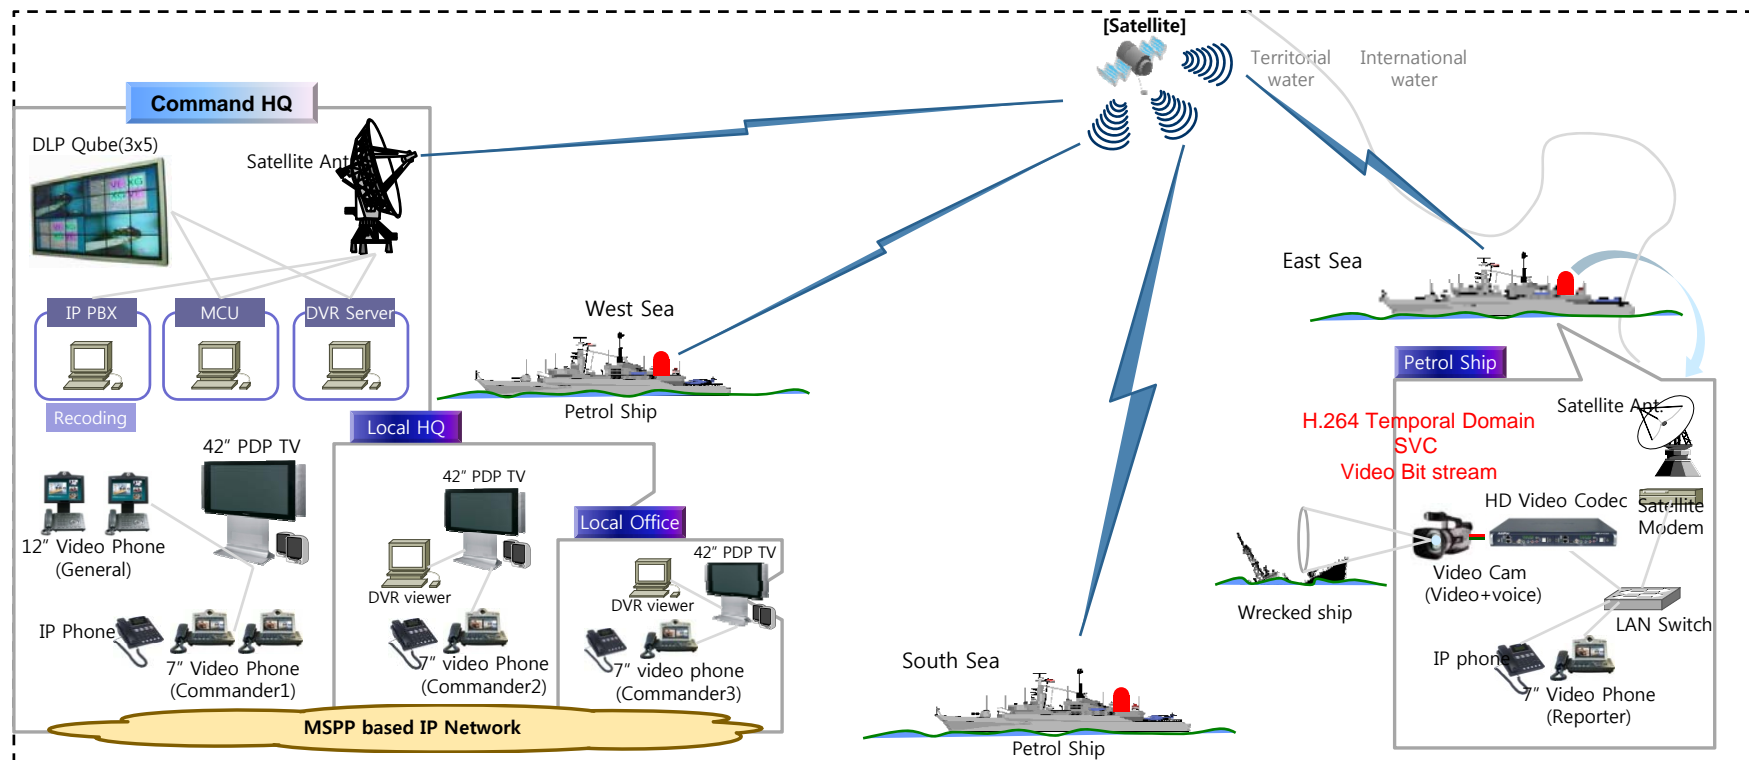 [Satellite]
Territorial
water
International
water
Command HQ
DLP Qube(3x5)
Satellite Ant.
IP PBX
MCU
DVR Server
Recoding
42” PDP TV
12” Video Phone
(General)
IP Phone
7” Video Phone
(Commander1)
Local HQ
42” PDP TV
DVR viewer
7” video Phone
(Commander2)
Local Office
42” PDP TV
DVR viewer
7” video phone
(Commander3)
MSPP based IP Network
West Sea
Petrol Ship
South Sea
Petrol Ship
East Sea
Petrol Ship
Satellite Ant.
H.264 Temporal Domain
SVC
Video Bit stream
HD Video Codec
Satellite
Modem
Video Cam
(Video+voice)
Wrecked ship
LAN Switch
IP phone
7” Video Phone
(Reporter)